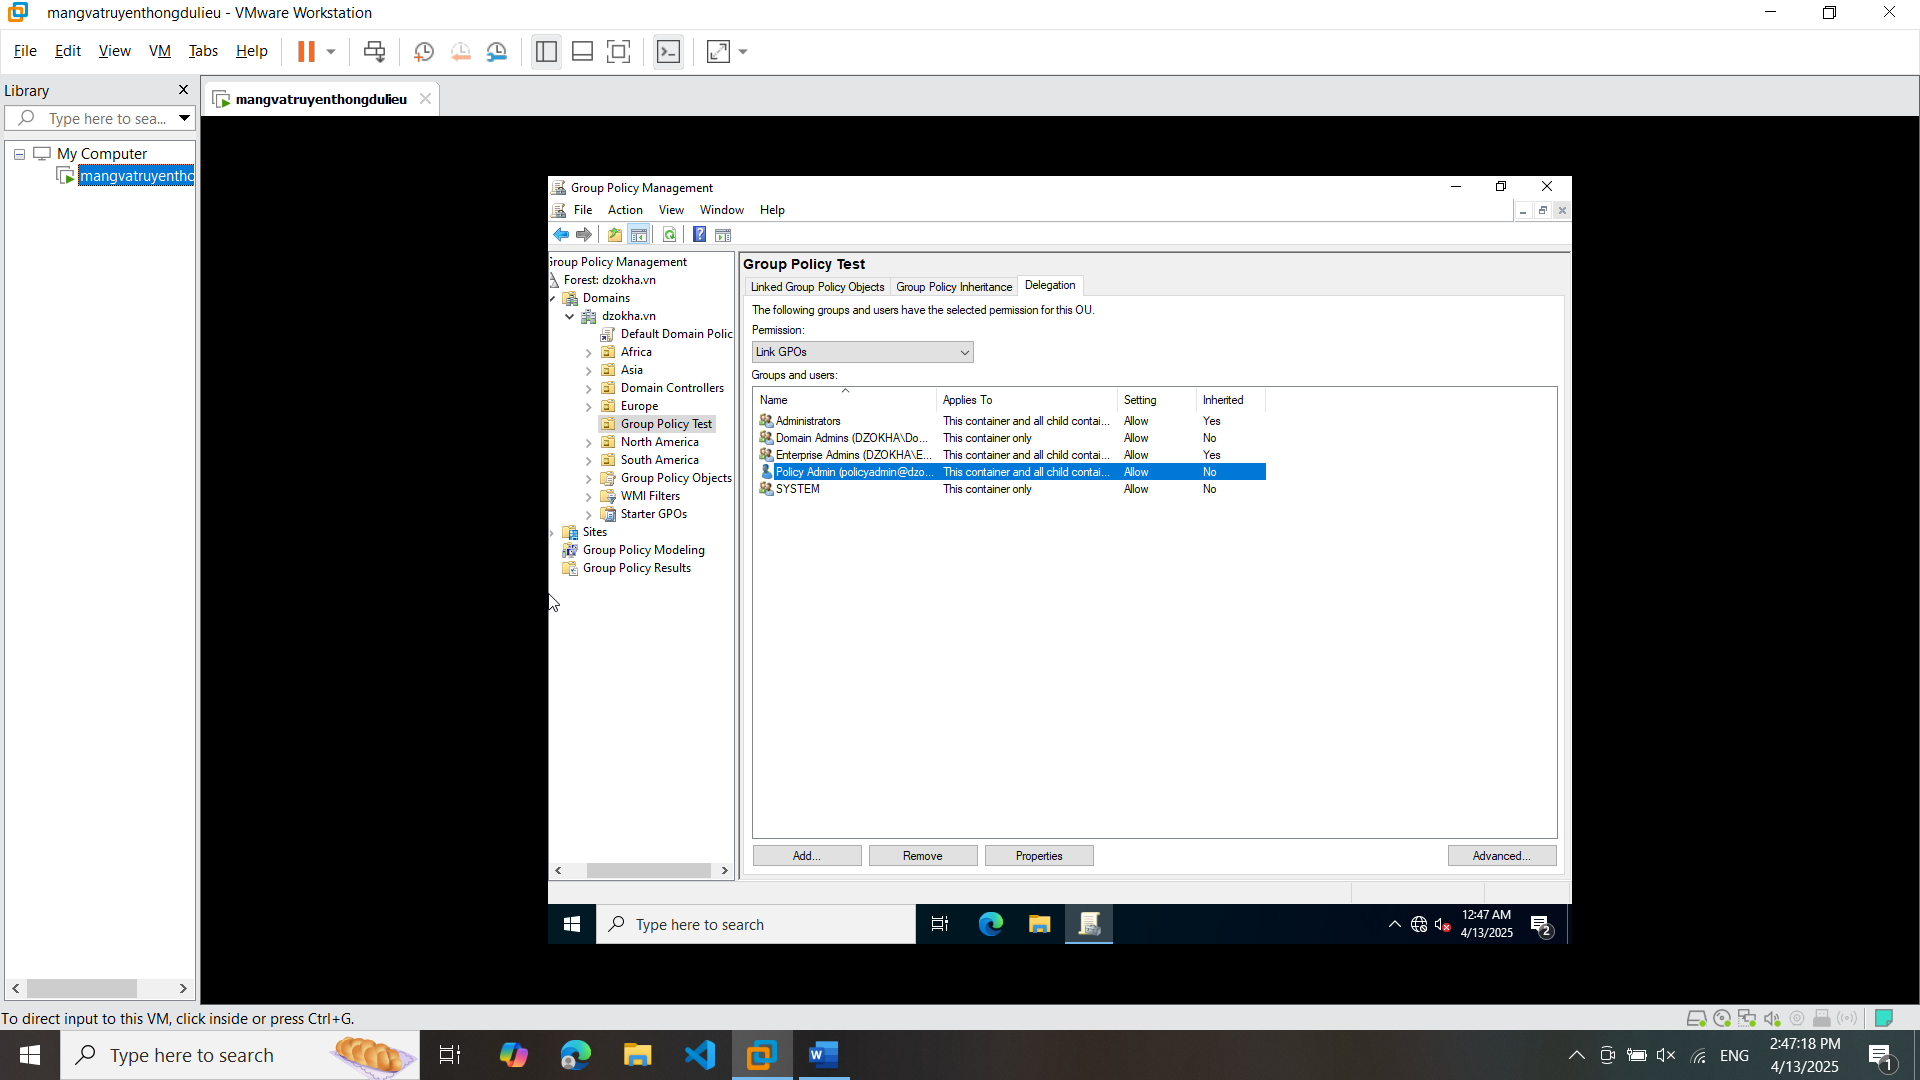 mangvatruyenthongdulieu - VMware Workstation
File Edit View VM Tabs Help
Library
Type here to sea...
My Computer
mangvatruyentho
mangvatruyenthongdulieu
Group Policy Management
File Action View Window Help
Group Policy Management
Forest: dzokha.vn
Domains
dzokha.vn
Default Domain Polic
Africa
Asia
Domain Controllers
Europe
Group Policy Test
North America
South America
Group Policy Objects
WMI Filters
Starter GPOs
Sites
Group Policy Modeling
Group Policy Results
Group Policy Test
Linked Group Policy Objects Group Policy Inheritance Delegation
The following groups and users have the selected permission for this OU.
Permission:
Link GPOs
Groups and users:
Name Applies To Setting Inherited
Administrators This container and all child contai... Allow Yes
Domain Admins (DZOKHA\Do... This container only Allow No
Enterprise Admins (DZOKHA\E... This container and all child contai... Allow Yes
Policy Admin (policyadmin@dzo... This container and all child contai... Allow No
SYSTEM This container only Allow No
Add... Remove Properties Advanced...
Type here to search
12:47 AM
4/13/2025
2
To direct input to this VM, click inside or press Ctrl+G.
Type here to search
ENG
2:47:18 PM
4/13/2025
1